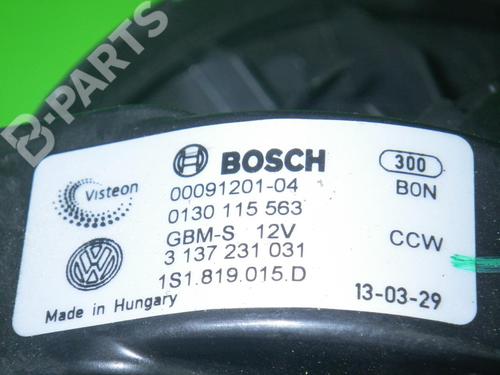 B-PARTS
BOSCH
300
Visteon
00091201-04
B0N
0130 115 563
GBM-S 12V
CCW
3 137 231 031
1S1.819.015.D
Made in Hungary
13-03-29